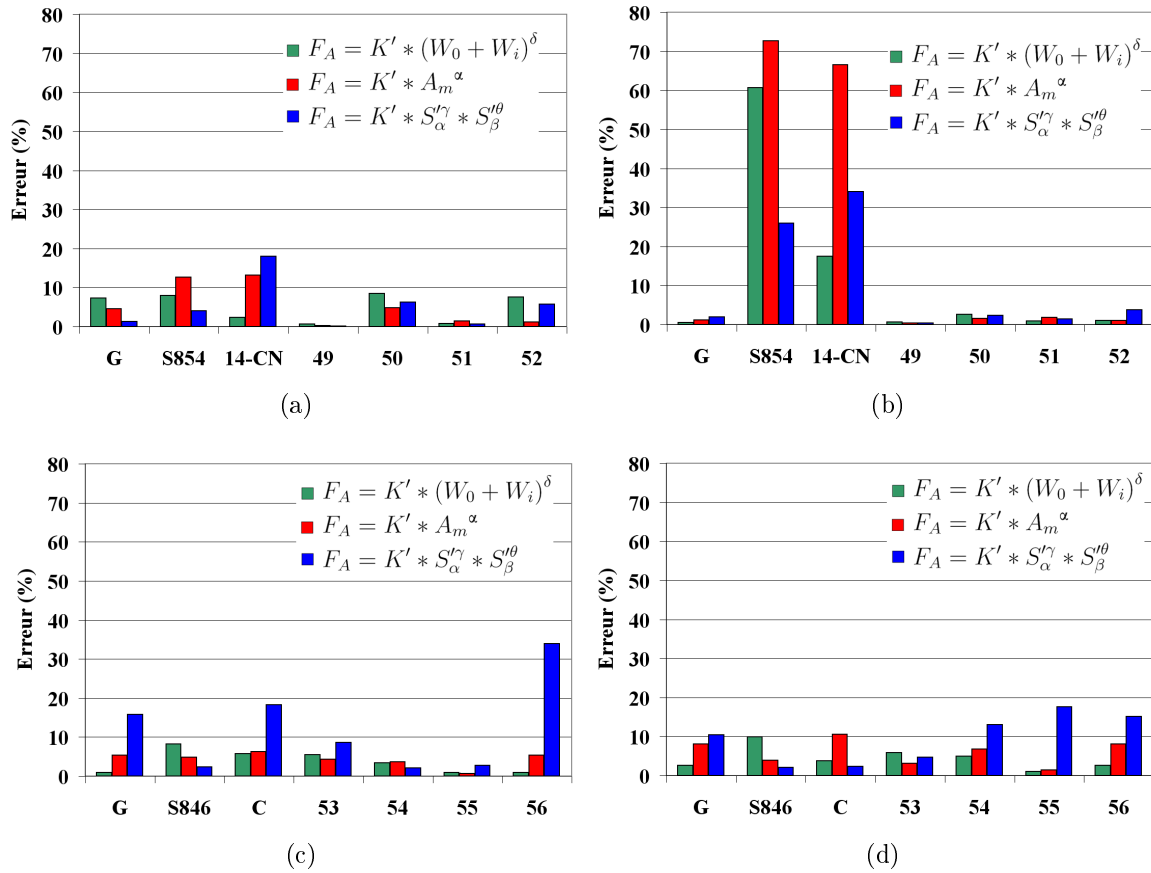 80
70
60
50
40
30
20
10
0
Erreur (%)
F_A = K′ * (W_0 + W_i)^δ
F_A = K′ * A_m^α
F_A = K′ * S′_α^γ * S′_β^θ
G S854 14-CN 49 50 51 52
(a)
80
70
60
50
40
30
20
10
0
Erreur (%)
F_A = K′ * (W_0 + W_i)^δ
F_A = K′ * A_m^α
F_A = K′ * S′_α^γ * S′_β^θ
G S854 14-CN 49 50 51 52
(b)
80
70
60
50
40
30
20
10
0
Erreur (%)
F_A = K′ * (W_0 + W_i)^δ
F_A = K′ * A_m^α
F_A = K′ * S′_α^γ * S′_β^θ
G S846 C 53 54 55 56
(c)
80
70
60
50
40
30
20
10
0
Erreur (%)
F_A = K′ * (W_0 + W_i)^δ
F_A = K′ * A_m^α
F_A = K′ * S′_α^γ * S′_β^θ
G S846 C 53 54 55 56
(d)